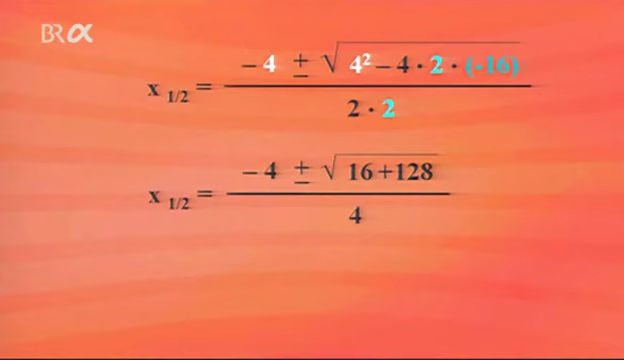 BR α
x 1/2 = − 4 ± √ 4² − 4 · 2 · (-16)
2 · 2
x 1/2 = − 4 ± √ 16 + 128
4